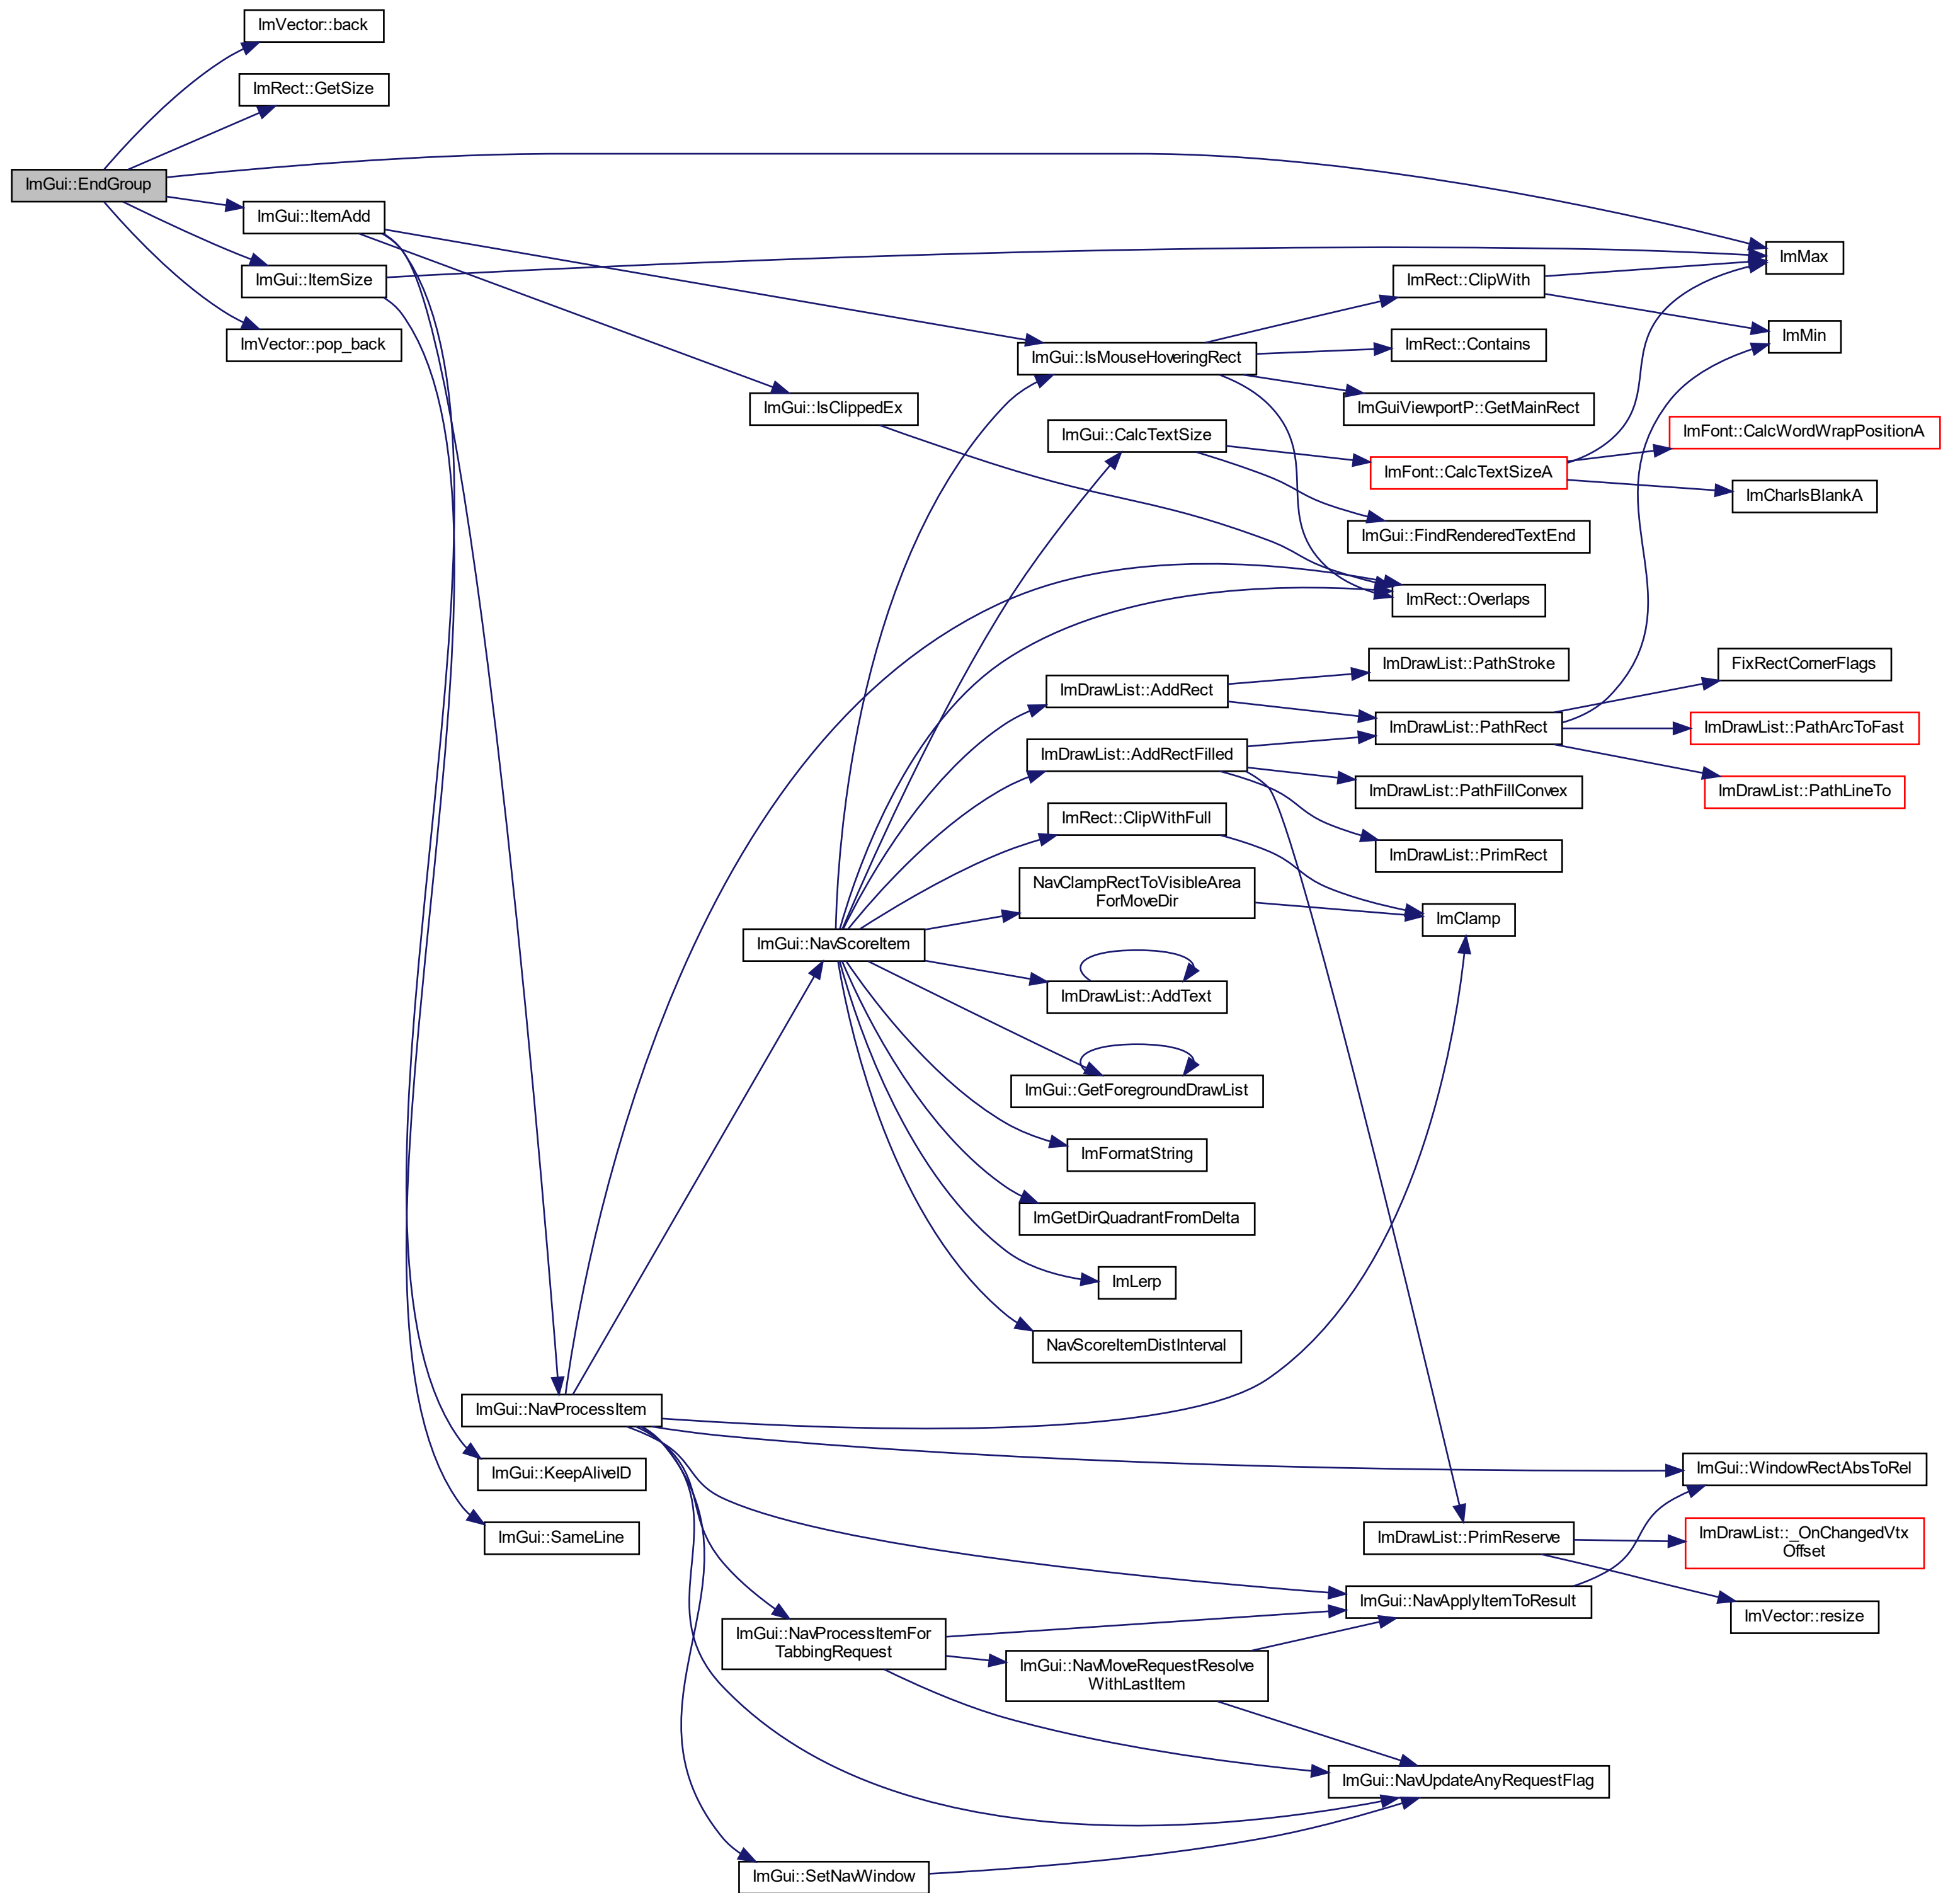 ImVector::back
ImRect::GetSize
ImGui::EndGroup
ImGui::ItemAdd
ImGui::ItemSize
ImMax
ImRect::ClipWith
ImVector::pop_back
ImMin
ImRect::Contains
ImGui::IsMouseHoveringRect
ImGui::IsClippedEx
ImGuiViewportP::GetMainRect
ImGui::CalcTextSize
ImFont::CalcWordWrapPositionA
ImFont::CalcTextSizeA
ImCharIsBlankA
ImGui::FindRenderedTextEnd
ImRect::Overlaps
ImDrawList::PathStroke
FixRectCornerFlags
ImDrawList::AddRect
ImDrawList::PathRect
ImDrawList::PathArcToFast
ImDrawList::AddRectFilled
ImDrawList::PathFillConvex
ImDrawList::PathLineTo
ImRect::ClipWithFull
ImDrawList::PrimRect
NavClampRectToVisibleArea
ForMoveDir
ImClamp
ImGui::NavScoreItem
ImDrawList::AddText
ImGui::GetForegroundDrawList
ImFormatString
ImGetDirQuadrantFromDelta
ImLerp
NavScoreItemDistInterval
ImGui::NavProcessItem
ImGui::KeepAliveID
ImGui::WindowRectAbsToRel
ImGui::SameLine
ImDrawList::PrimReserve
ImDrawList::_OnChangedVtx
Offset
ImGui::NavApplyItemToResult
ImVector::resize
ImGui::NavProcessItemFor
TabbingRequest
ImGui::NavMoveRequestResolve
WithLastItem
ImGui::NavUpdateAnyRequestFlag
ImGui::SetNavWindow